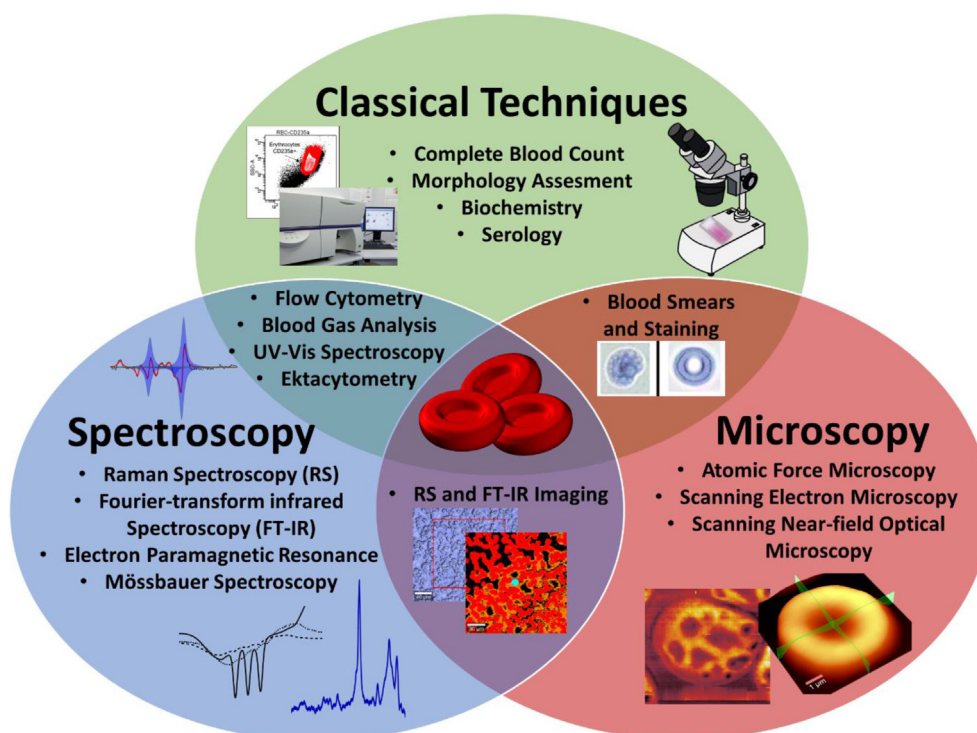 Classical Techniques
RBC-CD235a
Erythrocytes
CD235a+
SSC-A
• Complete Blood Count
• Morphology Assesment
• Biochemistry
• Serology
• Flow Cytometry
• Blood Gas Analysis
• UV-Vis Spectroscopy
• Ektacytometry
• Blood Smears
and Staining
Spectroscopy
• Raman Spectroscopy (RS)
• Fourier-transform infrared
Spectroscopy (FT-IR)
• Electron Paramagnetic Resonance
• Mössbauer Spectroscopy
• RS and FT-IR Imaging
Microscopy
• Atomic Force Microscopy
• Scanning Electron Microscopy
• Scanning Near-field Optical
Microscopy
1 µm